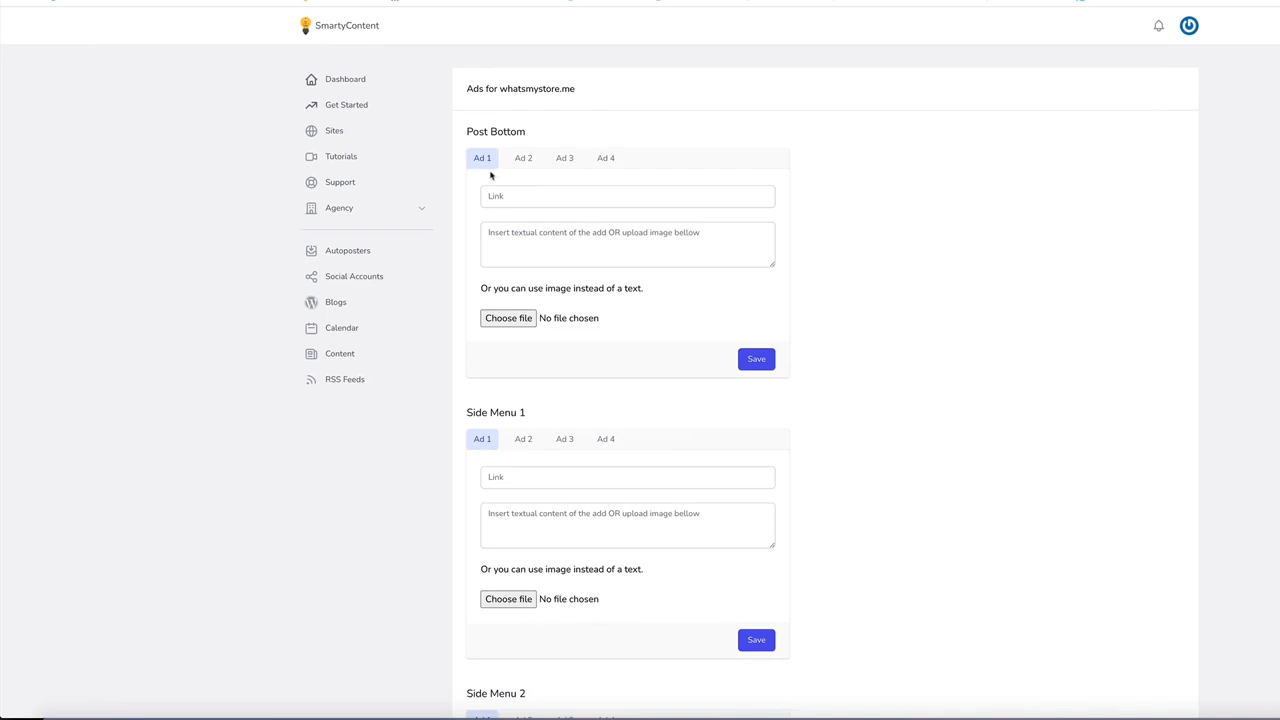 SmartyContent
Dashboard
Get Started
Sites
Tutorials
Support
Agency
Autoposters
Social Accounts
Blogs
Calendar
Content
RSS Feeds
Ads for whatsmystore.me
Post Bottom
Ad 1 Ad 2 Ad 3 Ad 4
Link
Insert textual content of the add OR upload image bellow
Or you can use image instead of a text.
Choose file No file chosen
Save
Side Menu 1
Ad 1 Ad 2 Ad 3 Ad 4
Link
Insert textual content of the add OR upload image bellow
Or you can use image instead of a text.
Choose file No file chosen
Save
Side Menu 2